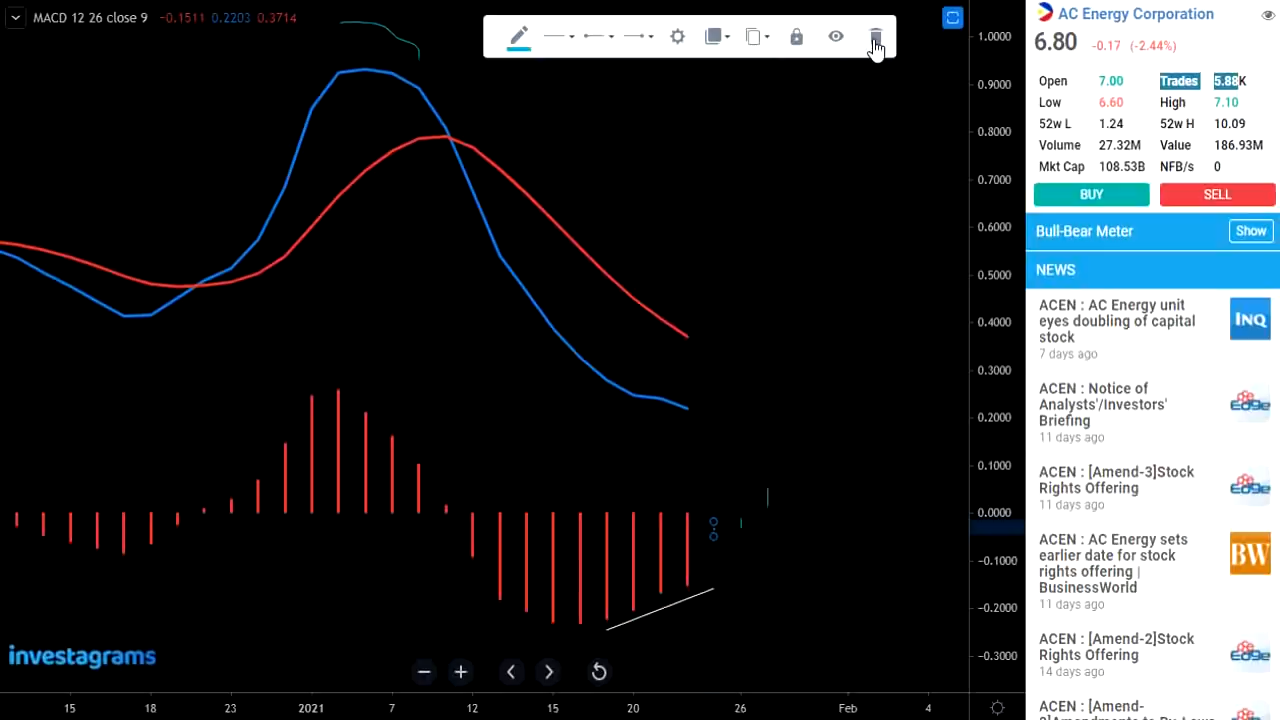 MACD 12 26 close 9 −0.1511 0.2203 0.3714
1.0000
0.9000
0.8000
0.7000
0.6000
0.5000
0.4000
0.3000
0.2000
0.1000
0.0000
−0.1000
−0.2000
−0.3000
investagrams
15 18 23 2021 7 12 15 20 26 Feb 4
AC Energy Corporation
6.80 -0.17 (-2.44%)
Open 7.00 Trades 5.88K
Low 6.60 High 7.10
52w L 1.24 52w H 10.09
Volume 27.32M Value 186.93M
Mkt Cap 108.53B NFB/s 0
BUY SELL
Bull-Bear Meter Show
NEWS
ACEN : AC Energy unit
eyes doubling of capital
stock
7 days ago
INQ
ACEN : Notice of
Analysts'/Investors'
Briefing
11 days ago
EDGE
ACEN : [Amend-3]Stock
Rights Offering
11 days ago
EDGE
ACEN : AC Energy sets
earlier date for stock
rights offering |
BusinessWorld
11 days ago
BW
ACEN : [Amend-2]Stock
Rights Offering
14 days ago
EDGE
ACEN : [Amend-